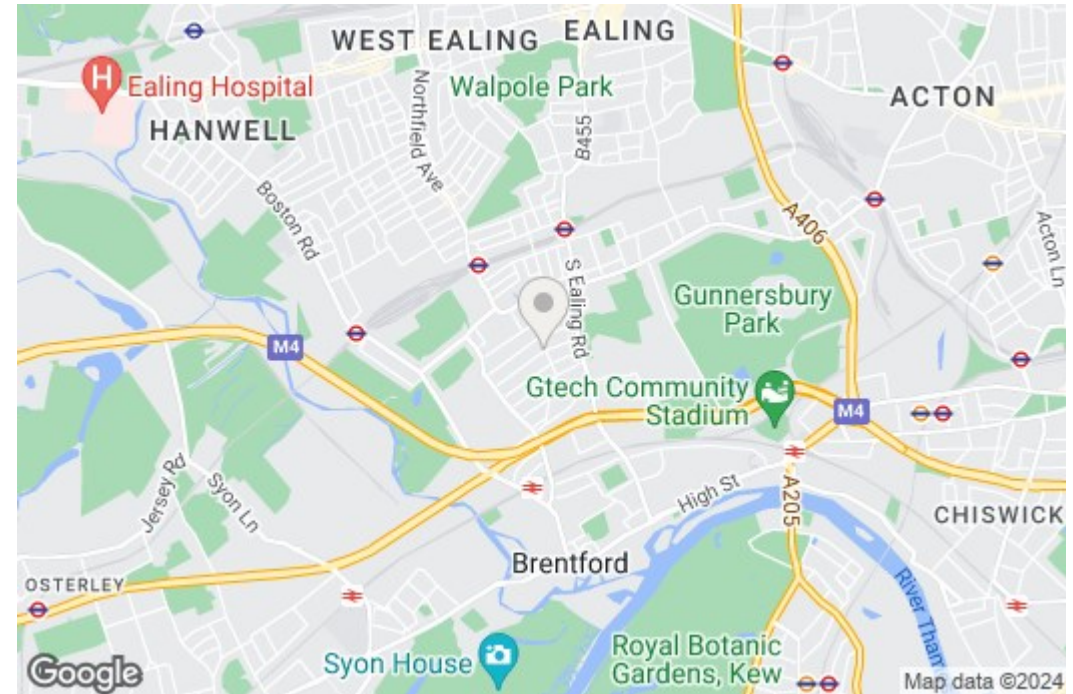 WEST EALING
EALING
H
Ealing Hospital
Walpole Park
ACTON
HANWELL
Northfield Ave
B455
Boston Rd
A406
Acton Ln
S Ealing Rd
Gunnersbury
Park
M4
Gtech Community
Stadium
M4
Jersey Rd
Syon Ln
High St
A205
CHISWICK
Brentford
OSTERLEY
River Tham
Syon House
Royal Botanic
Gardens, Kew
Google
Map data ©2024